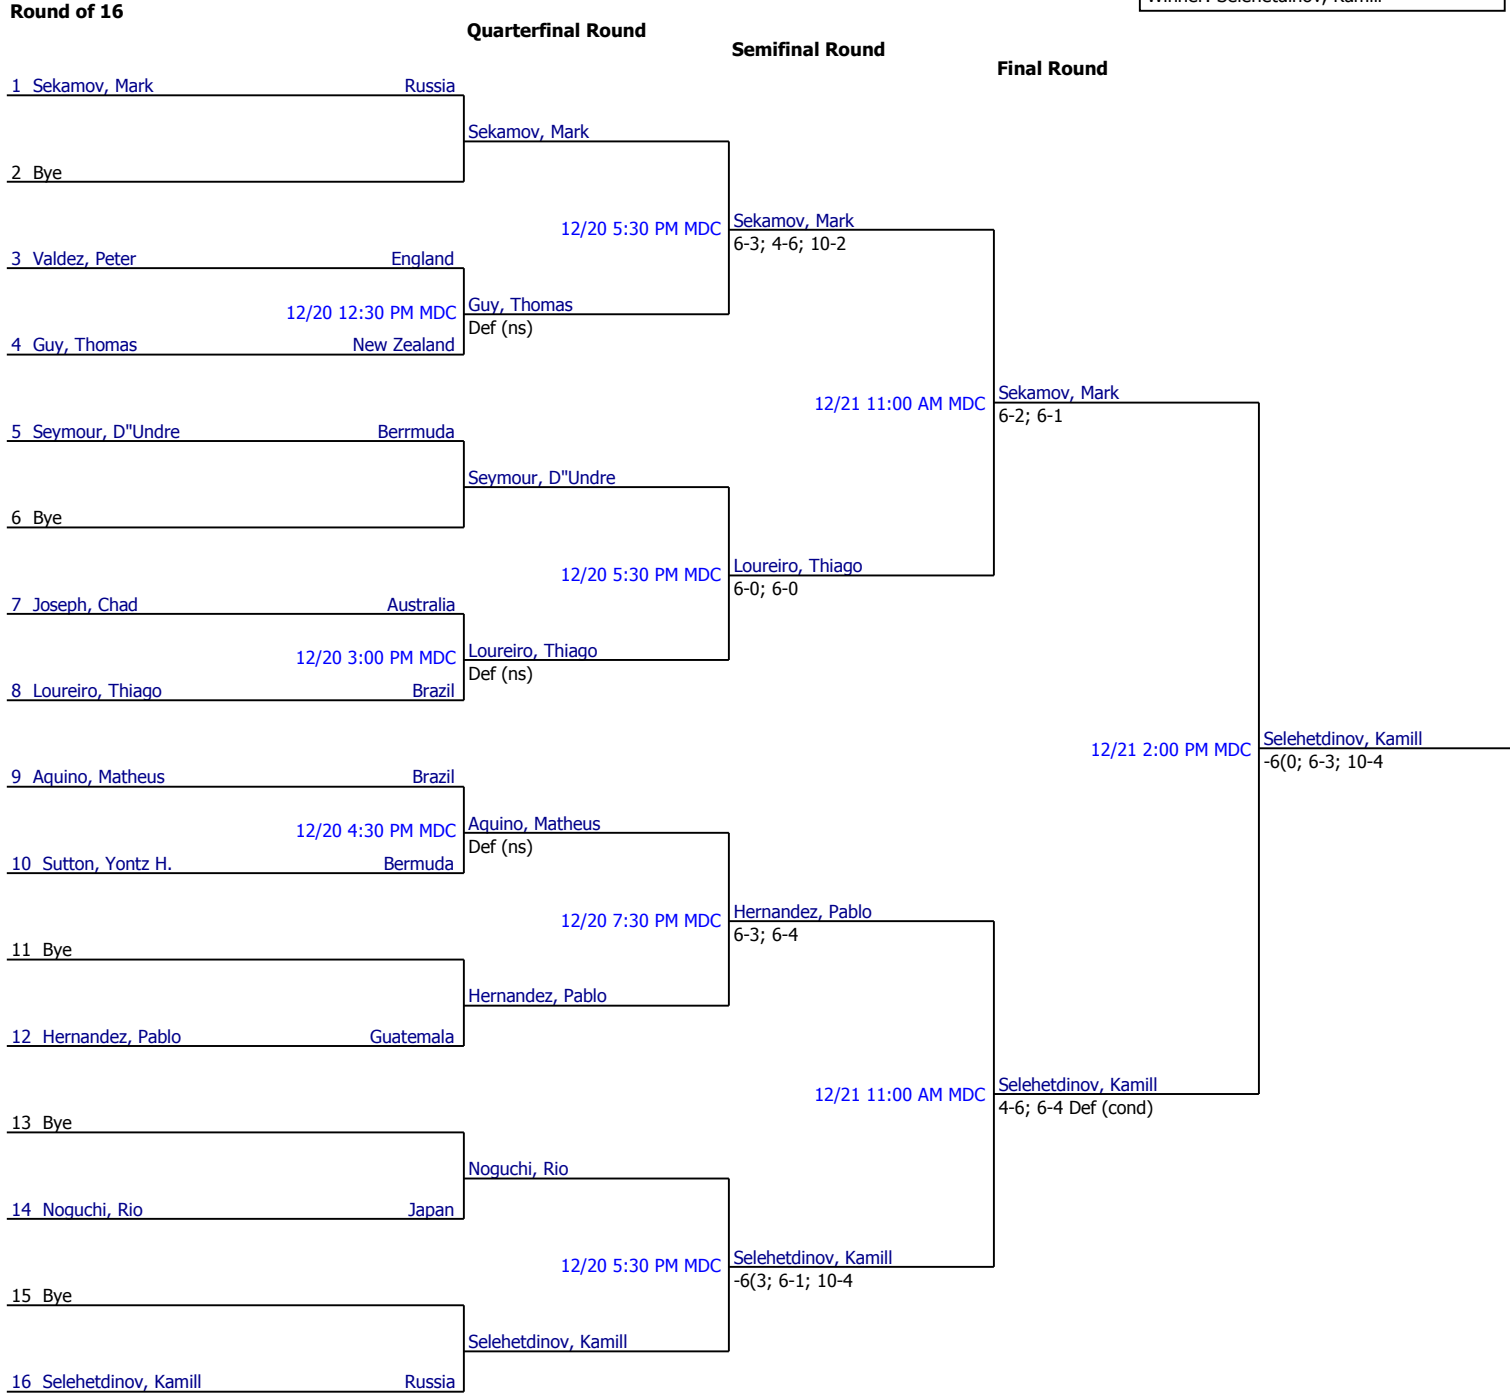 Round of 16
Quarterfinal Round
Semifinal Round
Final Round
1 Sekamov, Mark Russia
Sekamov, Mark
2 Bye
12/20 5:30 PM MDC Sekamov, Mark
6-3; 4-6; 10-2
3 Valdez, Peter England
12/20 12:30 PM MDC Guy, Thomas
Def (ns)
4 Guy, Thomas New Zealand
12/21 11:00 AM MDC Sekamov, Mark
6-2; 6-1
5 Seymour, D"Undre Berrmuda
Seymour, D"Undre
6 Bye
12/20 5:30 PM MDC Loureiro, Thiago
6-0; 6-0
7 Joseph, Chad Australia
12/20 3:00 PM MDC Loureiro, Thiago
Def (ns)
8 Loureiro, Thiago Brazil
12/21 2:00 PM MDC Selehetdinov, Kamill
-6(0; 6-3; 10-4
9 Aquino, Matheus Brazil
12/20 4:30 PM MDC Aquino, Matheus
Def (ns)
10 Sutton, Yontz H. Bermuda
12/20 7:30 PM MDC Hernandez, Pablo
6-3; 6-4
11 Bye
Hernandez, Pablo
12 Hernandez, Pablo Guatemala
12/21 11:00 AM MDC Selehetdinov, Kamill
4-6; 6-4 Def (cond)
13 Bye
Noguchi, Rio
14 Noguchi, Rio Japan
12/20 5:30 PM MDC Selehetdinov, Kamill
-6(3; 6-1; 10-4
15 Bye
Selehetdinov, Kamill
16 Selehetdinov, Kamill Russia